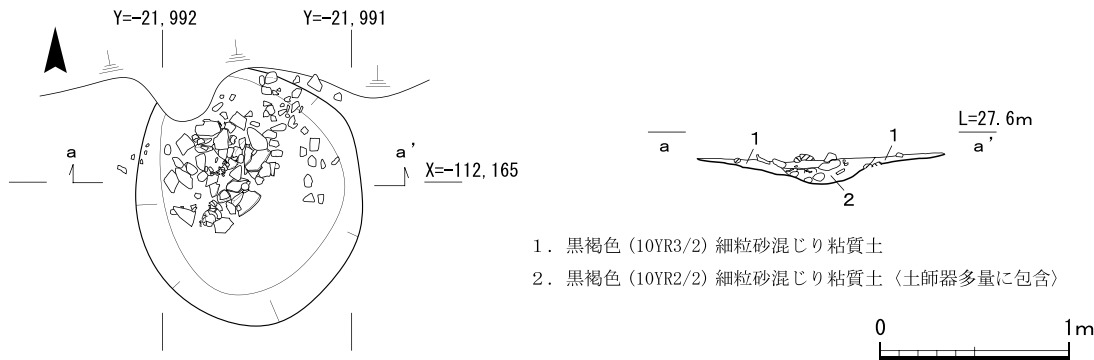 Y=-21,992
Y=-21,991
a
a'
X=-112,165
L=27.6m
a
a'
1
1
2
1．黒褐色 (10YR3/2) 細粒砂混じり粘質土
2．黒褐色 (10YR2/2) 細粒砂混じり粘質土〈土師器多量に包含〉
0
1m